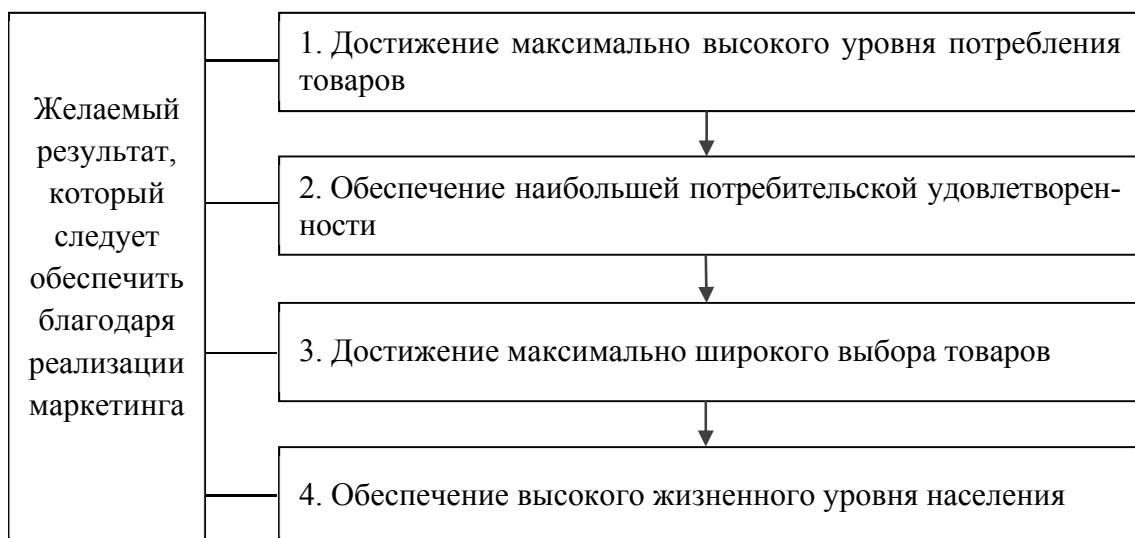 Желаемый
результат,
который
следует
обеспечить
благодаря
реализации
маркетинга
1. Достижение максимально высокого уровня потребления
товаров
2. Обеспечение наибольшей потребительской удовлетворен-
ности
3. Достижение максимально широкого выбора товаров
4. Обеспечение высокого жизненного уровня населения